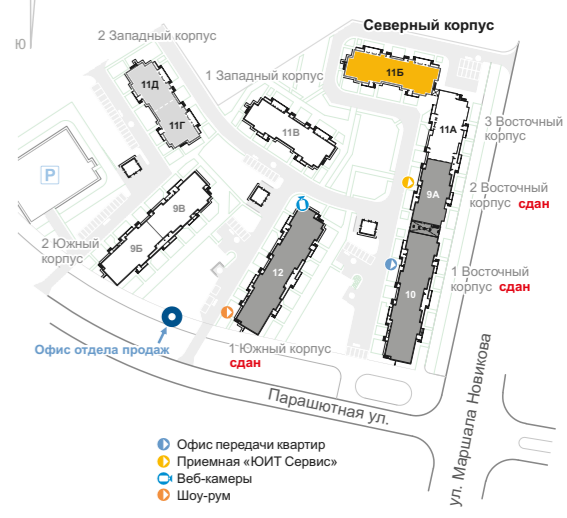 Ю
2 Западный корпус
Северный корпус
1 Западный корпус
11Б
11Д
11Г
11В
11А
3 Восточный
корпус
Р
9А
2 Восточный
корпус сдан
9В
9Б
2 Южный
корпус
12
10
1 Восточный
корпус сдан
Офис отдела продаж
1 Южный корпус
сдан
Парашютная ул.
ул. Маршала Новикова
Офис передачи квартир
Приемная «ЮИТ Сервис»
Веб-камеры
Шоу-рум